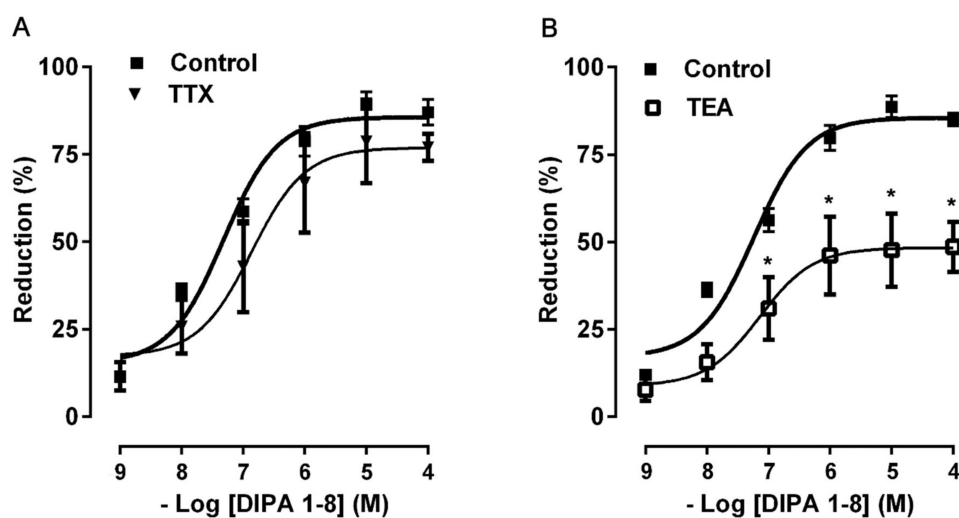 A
Control
TTX
100
75
50
25
0
Reduction (%)
9 8 7 6 5 4
- Log [DIPA 1-8] (M)
B
Control
TEA
100
75
50
25
0
Reduction (%)
*
*
*
*
9 8 7 6 5 4
- Log [DIPA 1-8] (M)